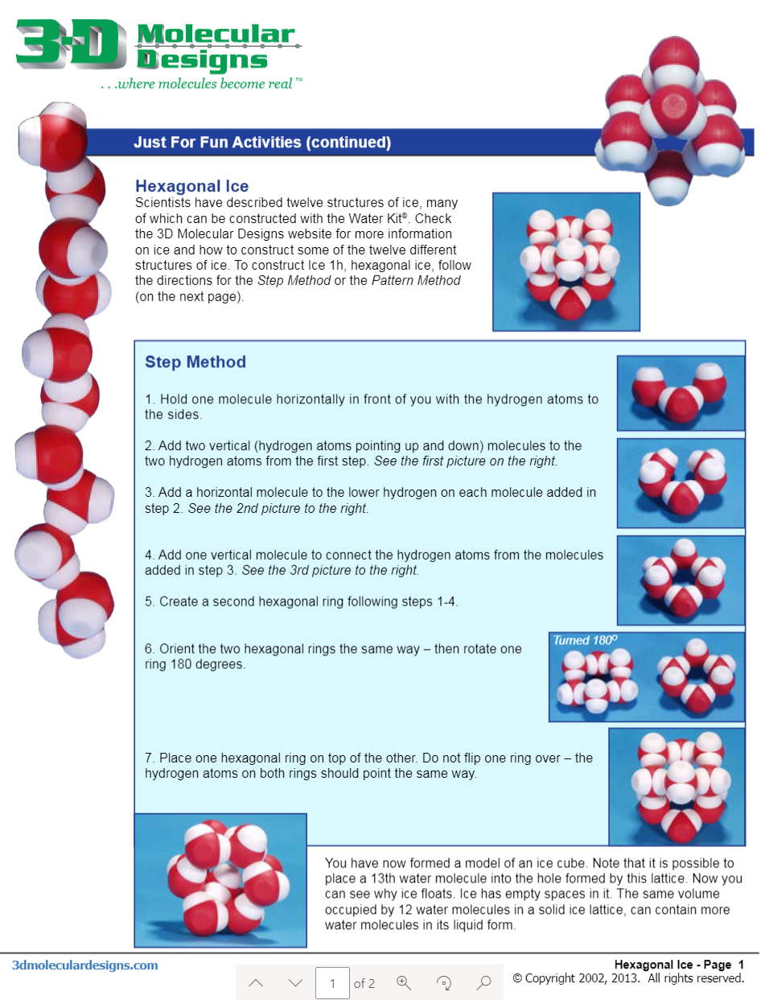 3-D Molecular
Designs
. . .where molecules become real ™
Just For Fun Activities (continued)
Hexagonal Ice
Scientists have described twelve structures of ice, many
of which can be constructed with the Water Kit®. Check
the 3D Molecular Designs website for more information
on ice and how to construct some of the twelve different
structures of ice. To construct Ice 1h, hexagonal ice, follow
the directions for the Step Method or the Pattern Method
(on the next page).
Step Method
1. Hold one molecule horizontally in front of you with the hydrogen atoms to
the sides.
2. Add two vertical (hydrogen atoms pointing up and down) molecules to the
two hydrogen atoms from the first step. See the first picture on the right.
3. Add a horizontal molecule to the lower hydrogen on each molecule added in
step 2. See the 2nd picture to the right.
4. Add one vertical molecule to connect the hydrogen atoms from the molecules
added in step 3. See the 3rd picture to the right.
5. Create a second hexagonal ring following steps 1-4.
6. Orient the two hexagonal rings the same way – then rotate one
ring 180 degrees.
Turned 180º
7. Place one hexagonal ring on top of the other. Do not flip one ring over – the
hydrogen atoms on both rings should point the same way.
You have now formed a model of an ice cube. Note that it is possible to
place a 13th water molecule into the hole formed by this lattice. Now you
can see why ice floats. Ice has empty spaces in it. The same volume
occupied by 12 water molecules in a solid ice lattice, can contain more
water molecules in its liquid form.
3dmoleculardesigns.com
Hexagonal Ice - Page 1
© Copyright 2002, 2013. All rights reserved.
1 of 2